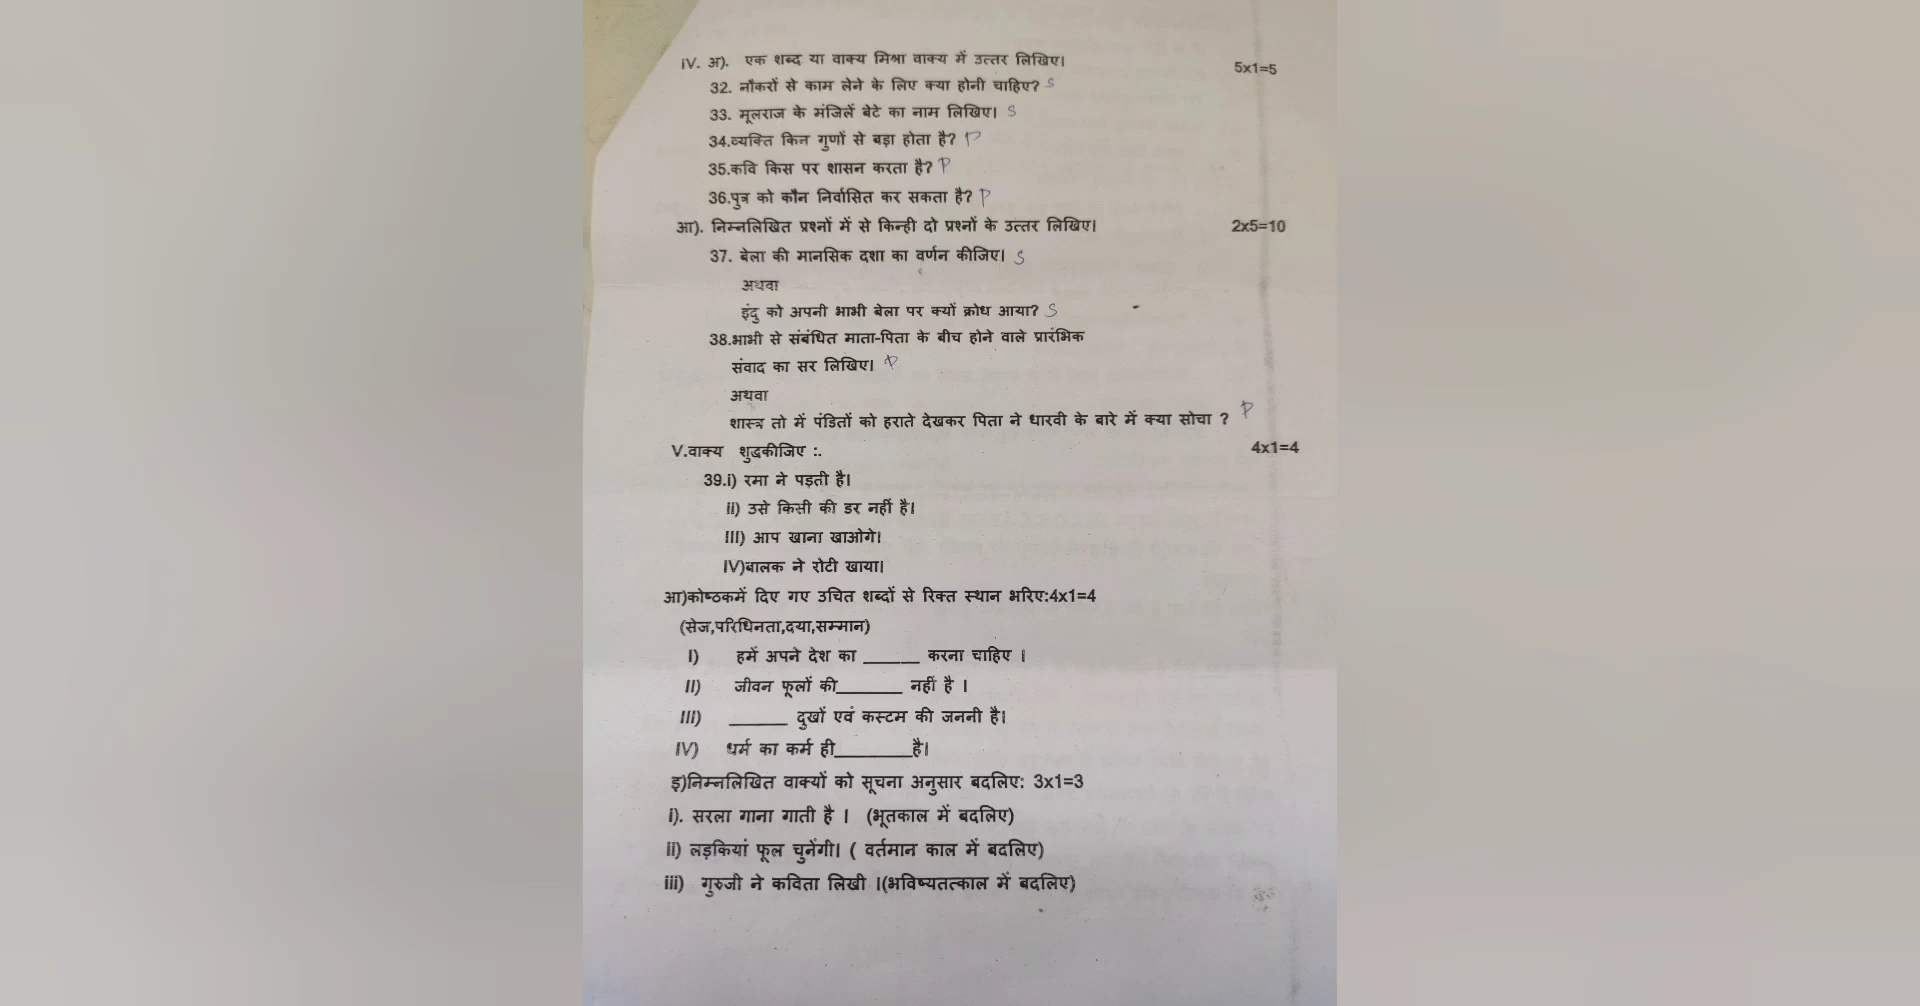 IV. अ). एक शब्द या वाक्य मिश्रा वाक्य में उत्तर लिखिए। 5x1=5
32. नौकरों से काम लेने के लिए क्या होनी चाहिए? S
33. मूलराज के मंजिलें बेटे का नाम लिखिए। S
34.व्यक्ति किन गुणों से बड़ा होता है? P
35.कवि किस पर शासन करता है? P
36.पुत्र को कौन निर्वासित कर सकता है? P
आ). निम्नलिखित प्रश्नों में से किन्ही दो प्रश्नों के उत्तर लिखिए। 2x5=10
37. बेला की मानसिक दशा का वर्णन कीजिए। S
अथवा
इंदु को अपनी भाभी बेला पर क्यों क्रोध आया? S
38.भाभी से संबंधित माता-पिता के बीच होने वाले प्रारंभिक
संवाद का सर लिखिए। P
अथवा
शास्त्र तो में पंडितों को हराते देखकर पिता ने धारवी के बारे में क्या सोचा ? P
V.वाक्य शुद्धकीजिए :. 4x1=4
39.i) रमा ने पड़ती है।
ii) उसे किसी की डर नहीं है।
III) आप खाना खाओगे।
IV)बालक ने रोटी खाया।
आ)कोष्ठकमें दिए गए उचित शब्दों से रिक्त स्थान भरिए:4x1=4
(सेज,परिधिनता,दया,सम्मान)
I) हमें अपने देश का ______ करना चाहिए ।
II) जीवन फूलों की_______ नहीं है ।
III) ______ दुखों एवं कस्टम की जननी है।
IV) धर्म का कर्म ही________है।
इ)निम्नलिखित वाक्यों को सूचना अनुसार बदलिए: 3x1=3
i). सरला गाना गाती है । (भूतकाल में बदलिए)
ii) लड़कियां फूल चुनेंगी। ( वर्तमान काल में बदलिए)
iii) गुरुजी ने कविता लिखी ।(भविष्यतत्काल में बदलिए)